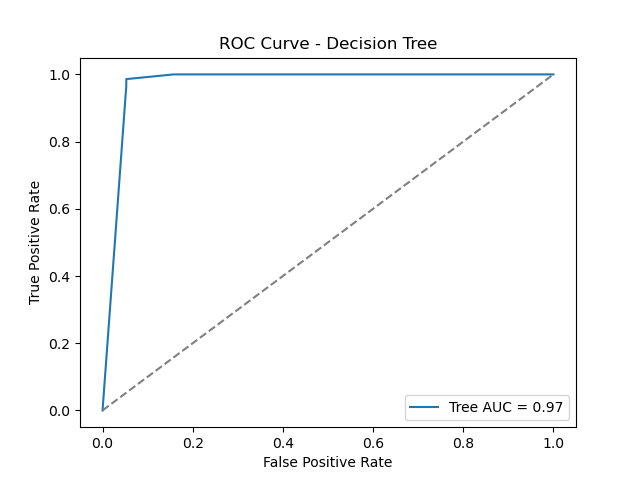 ROC Curve - Decision Tree
True Positive Rate
1.0
0.8
0.6
0.4
0.2
0.0
Tree AUC = 0.97
0.0 0.2 0.4 0.6 0.8 1.0
False Positive Rate